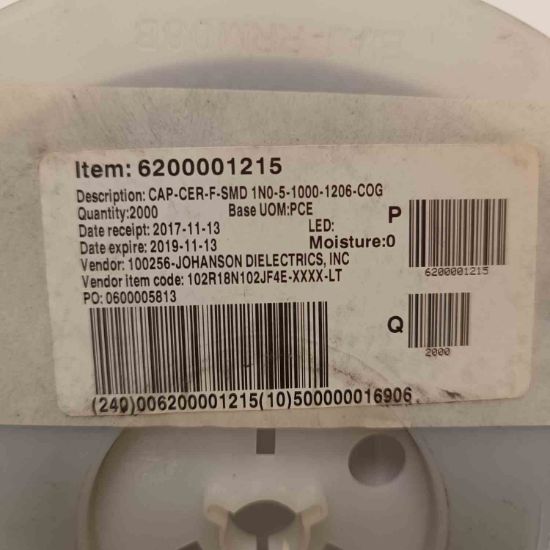 Item: 6200001215
Description: CAP-CER-F-SMD 1N0-5-1000-1206-COG
Quantity:2000 Base UOM:PCE
Date receipt: 2017-11-13 LED:
Date expire: 2019-11-13 Moisture:0
Vendor: 100256-JOHANSON DIELECTRICS, INC
Vendor item code: 102R18N102JF4E-XXXX-LT
PO: 0600005813
P
6200001215
Q
2000
(240)006200001215(10)500000016906